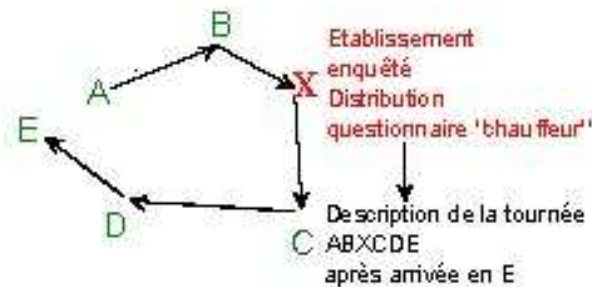 B
Etablissement
enquêté
X
Distribution
A
questionnaire "chauffeur"
E
Description de la tournée
D
C
ABXCDE
après arrivée en E